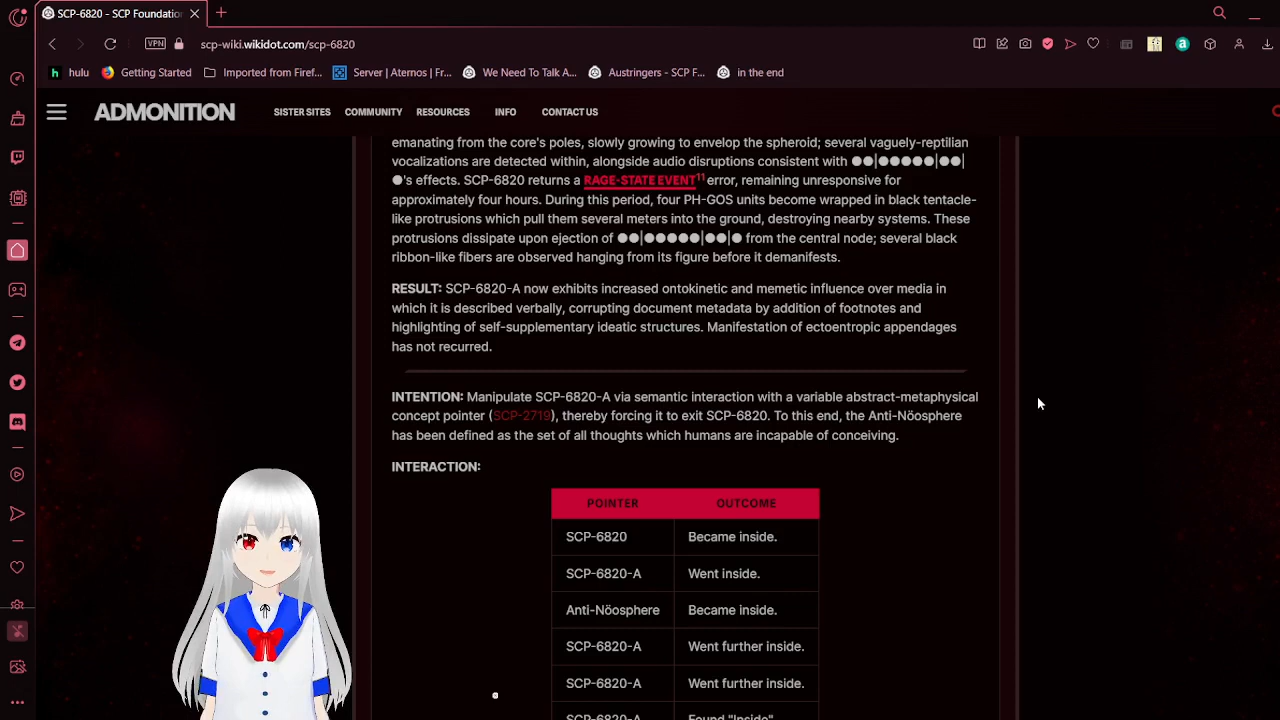 SCP-6820 - SCP Foundation
scp-wiki.wikidot.com/scp-6820
VPN
hulu
Getting Started
Imported from Firef...
Server | Aternos | Fr...
We Need To Talk A...
Austringers - SCP F...
in the end
ADMONITION
SISTER SITES
COMMUNITY
RESOURCES
INFO
CONTACT US
emanating from the core's poles, slowly growing to envelop the spheroid; several vaguely-reptilian
vocalizations are detected within, alongside audio disruptions consistent with ●●|●●●●●|●●|
●'s effects. SCP-6820 returns a RAGE-STATE EVENT11 error, remaining unresponsive for
approximately four hours. During this period, four PH-GOS units become wrapped in black tentacle-
like protrusions which pull them several meters into the ground, destroying nearby systems. These
protrusions dissipate upon ejection of ●●|●●●●●|●●|● from the central node; several black
ribbon-like fibers are observed hanging from its figure before it demanifests.
RESULT: SCP-6820-A now exhibits increased ontokinetic and memetic influence over media in
which it is described verbally, corrupting document metadata by addition of footnotes and
highlighting of self-supplementary ideatic structures. Manifestation of ectoentropic appendages
has not recurred.
INTENTION: Manipulate SCP-6820-A via semantic interaction with a variable abstract-metaphysical
concept pointer (SCP-2719), thereby forcing it to exit SCP-6820. To this end, the Anti-Nöosphere
has been defined as the set of all thoughts which humans are incapable of conceiving.
INTERACTION:
POINTER OUTCOME
SCP-6820 Became inside.
SCP-6820-A Went inside.
Anti-Nöosphere Became inside.
SCP-6820-A Went further inside.
SCP-6820-A Went further inside.
SCP-6820-A Found "Inside"